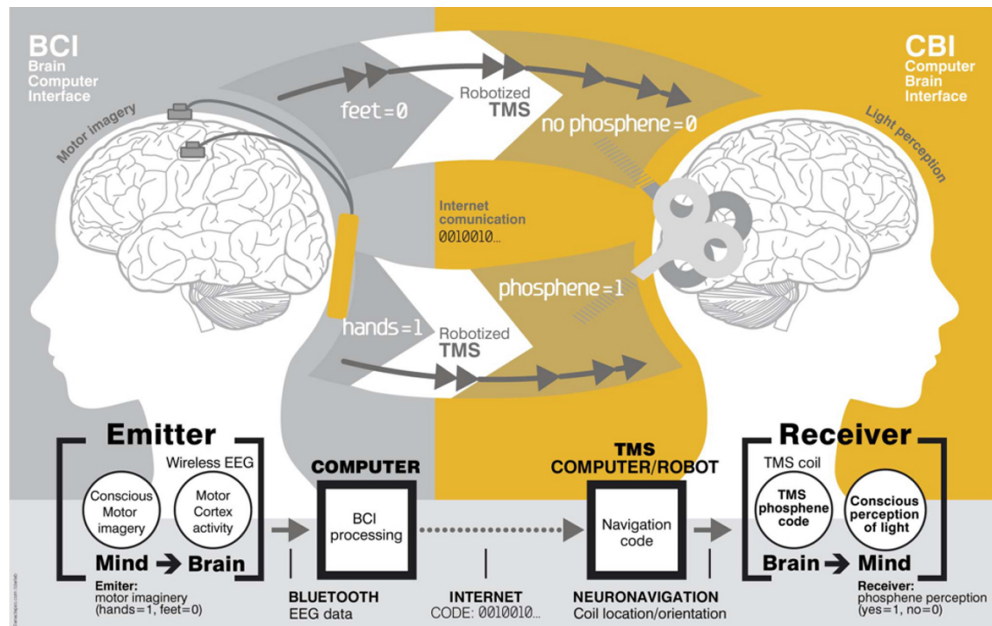 BCI
Brain
Computer
Interface
CBI
Computer
Brain
Interface
Motor imagery
Light perception
feet=0
Robotized
TMS
no phosphene=0
Internet
comunication
0010010...
phosphene=1
hands=1
Robotized
TMS
Emitter
Wireless EEG
Conscious
Motor
imagery
Motor
Cortex
activity
Mind → Brain
Emiter:
motor imaginery
(hands=1, feet=0)
COMPUTER
BCI
processing
BLUETOOTH
EEG data
INTERNET
CODE: 0010010...
TMS
COMPUTER/ROBOT
Navigation
code
NEURONAVIGATION
Coil location/orientation
Receiver
TMS coil
TMS
phosphene
code
Conscious
perception
of light
Brain → Mind
Receiver:
phosphene perception
(yes=1, no=0)